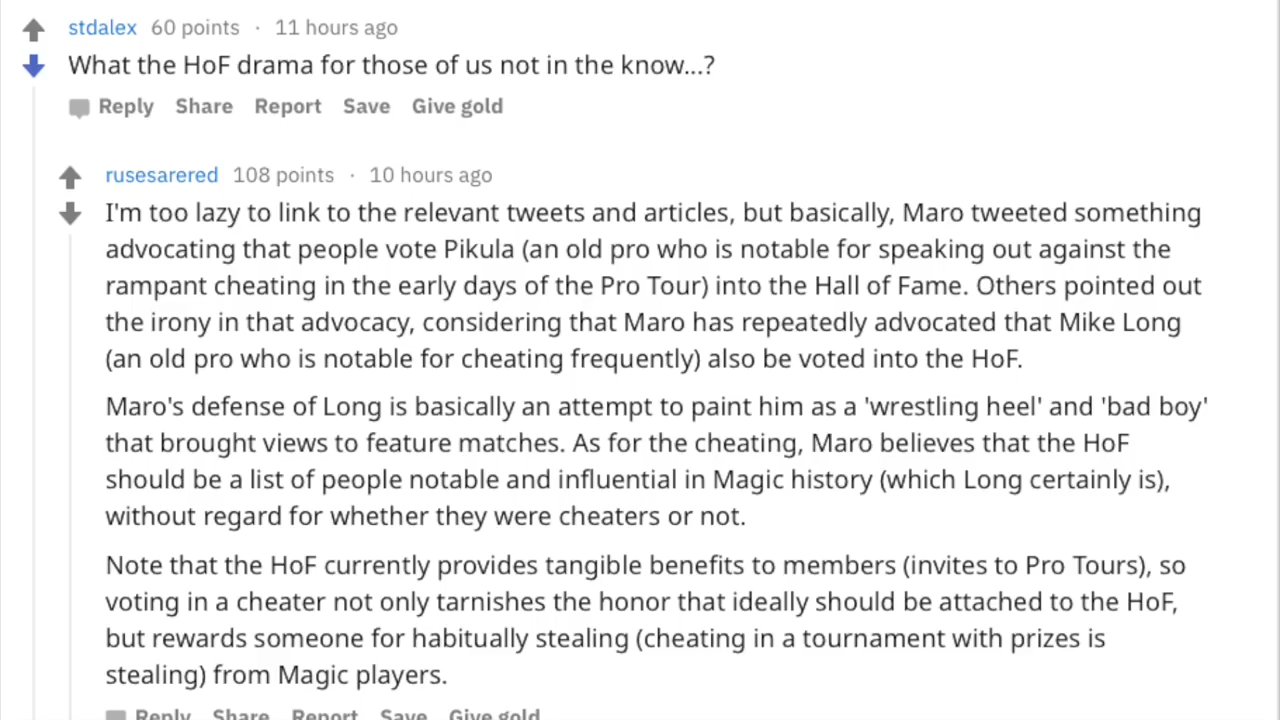 stdalex 60 points · 11 hours ago
What the HoF drama for those of us not in the know...?
Reply Share Report Save Give gold
rusesarered 108 points · 10 hours ago
I'm too lazy to link to the relevant tweets and articles, but basically, Maro tweeted something
advocating that people vote Pikula (an old pro who is notable for speaking out against the
rampant cheating in the early days of the Pro Tour) into the Hall of Fame. Others pointed out
the irony in that advocacy, considering that Maro has repeatedly advocated that Mike Long
(an old pro who is notable for cheating frequently) also be voted into the HoF.
Maro's defense of Long is basically an attempt to paint him as a 'wrestling heel' and 'bad boy'
that brought views to feature matches. As for the cheating, Maro believes that the HoF
should be a list of people notable and influential in Magic history (which Long certainly is),
without regard for whether they were cheaters or not.
Note that the HoF currently provides tangible benefits to members (invites to Pro Tours), so
voting in a cheater not only tarnishes the honor that ideally should be attached to the HoF,
but rewards someone for habitually stealing (cheating in a tournament with prizes is
stealing) from Magic players.
Reply Share Report Save Give gold